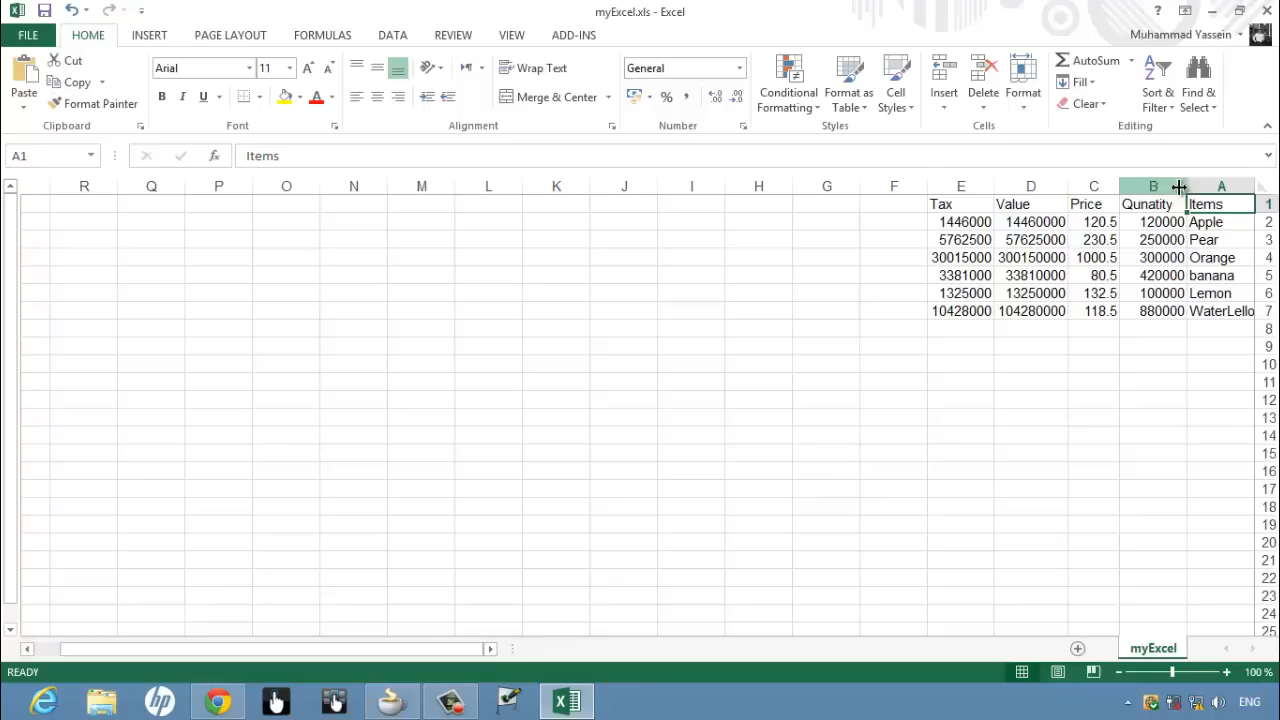 myExcel.xls - Excel
?
FILE HOME INSERT PAGE LAYOUT FORMULAS DATA REVIEW VIEW ADD-INS Muhammad Yassein
Paste
Cut
Copy
Format Painter
Clipboard
Arial 11
B I U
Font
Wrap Text
Merge & Center
Alignment
General
%
Number
Conditional Formatting
Format as Table
Cell Styles
Styles
Insert
Delete
Format
Cells
AutoSum
Fill
Clear
Sort & Filter
Find & Select
Editing
A1 fx Items
R Q P O N M L K J I H G F E D C B A
Tax Value Price Qunatity Items 1
1446000 14460000 120.5 120000 Apple 2
5762500 57625000 230.5 250000 Pear 3
30015000 300150000 1000.5 300000 Orange 4
3381000 33810000 80.5 420000 banana 5
1325000 13250000 132.5 100000 Lemon 6
10428000 104280000 118.5 880000 WaterLello 7
8
9
10
11
12
13
14
15
16
17
18
19
20
21
22
23
24
25
myExcel
READY 100 %
ENG